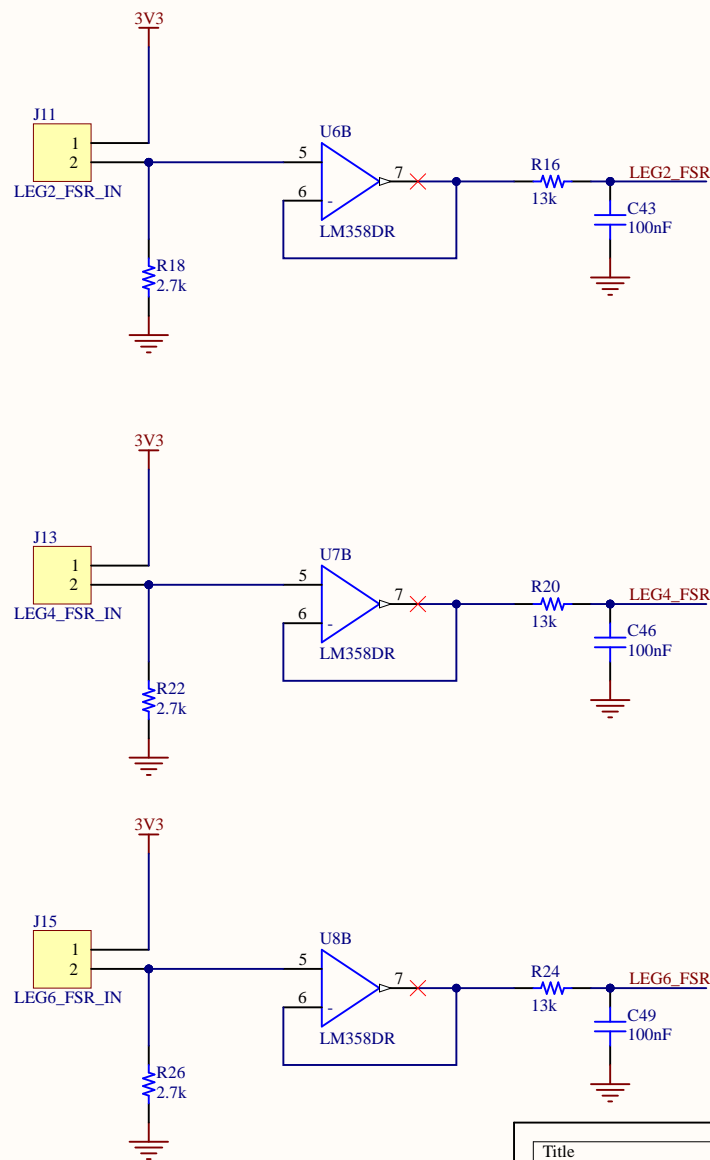 3V3
J11
1
2
LEG2_FSR_IN
R18
2.7k
U6B
5
6
-
7
LM358DR
R16
13k
LEG2_FSR
C43
100nF
3V3
J13
1
2
LEG4_FSR_IN
R22
2.7k
U7B
5
6
-
7
LM358DR
R20
13k
LEG4_FSR
C46
100nF
3V3
J15
1
2
LEG6_FSR_IN
R26
2.7k
U8B
5
6
-
7
LM358DR
R24
13k
LEG6_FSR
C49
100nF
Title